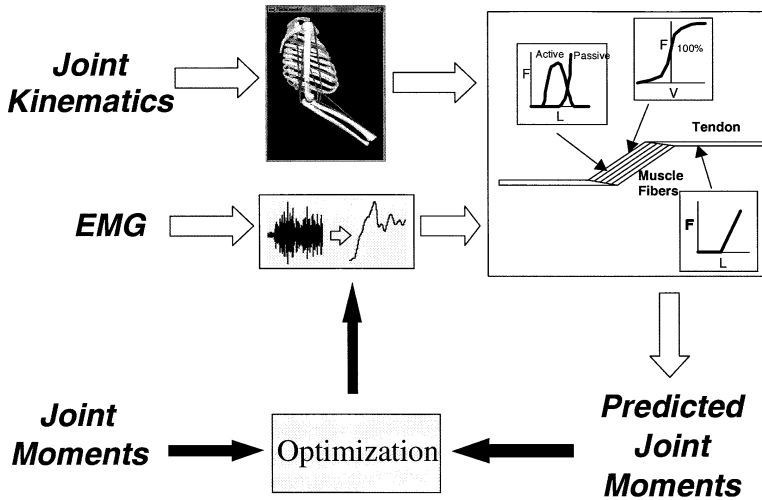 Joint
Kinematics
Active
Passive
F
L
F
100%
V
Tendon
Muscle
Fibers
F
L
EMG
Joint
Moments
Optimization
Predicted
Joint
Moments